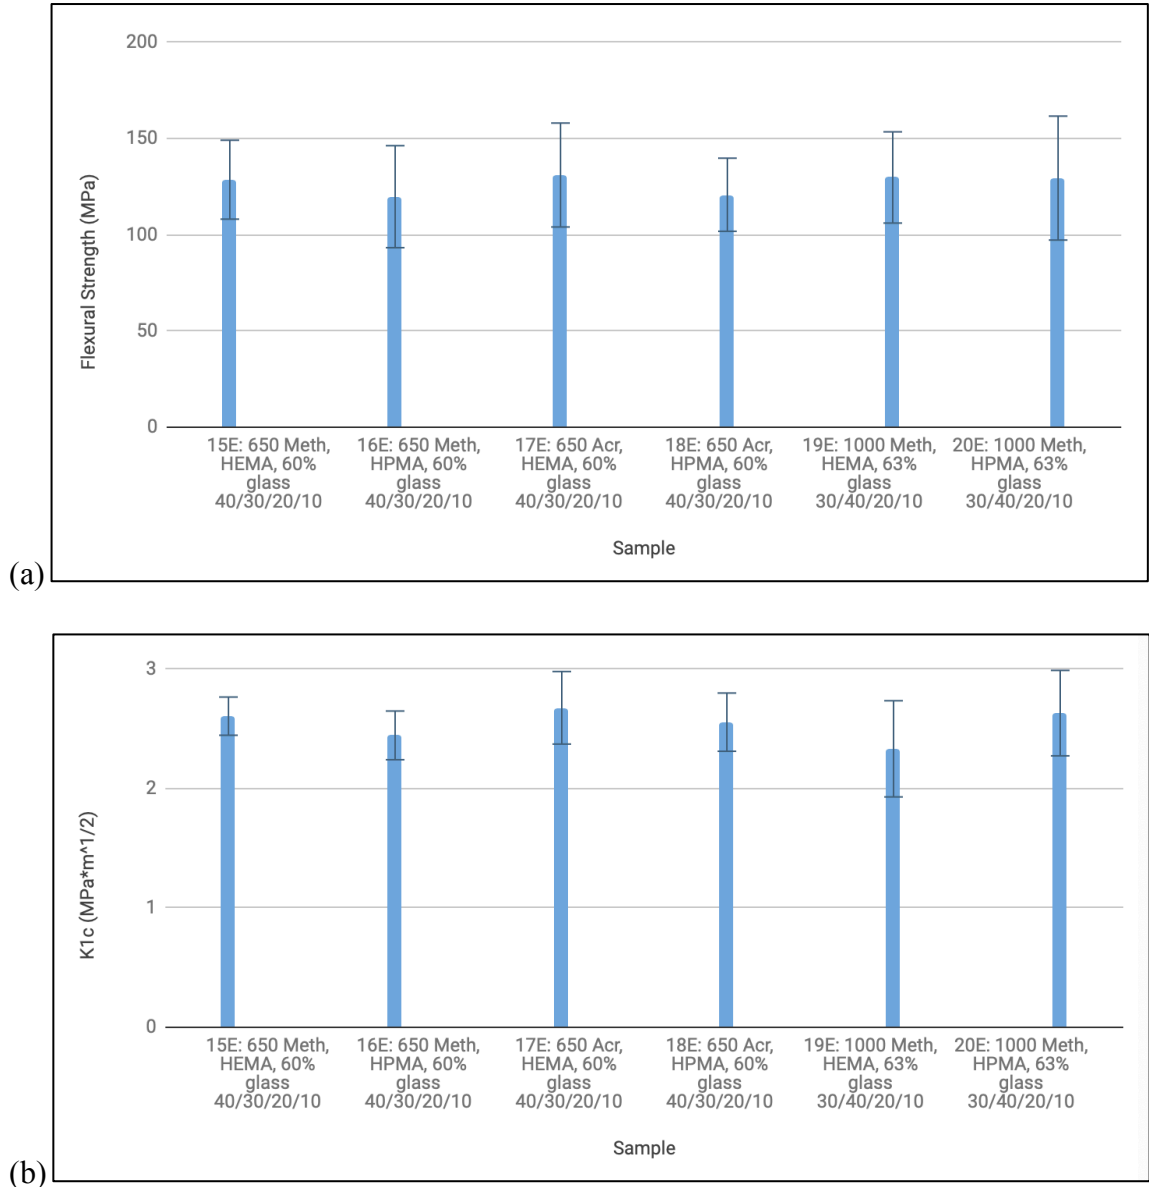 200
150
100
50
0
Flexural Strength (MPa)
15E: 650 Meth,
HEMA, 60%
glass
40/30/20/10
16E: 650 Meth,
HPMA, 60%
glass
40/30/20/10
17E: 650 Acr,
HEMA, 60%
glass
40/30/20/10
18E: 650 Acr,
HPMA, 60%
glass
40/30/20/10
19E: 1000 Meth,
HEMA, 63%
glass
30/40/20/10
20E: 1000 Meth,
HPMA, 63%
glass
30/40/20/10
Sample
(a)
3
2
1
0
K1c (MPa*m^1/2)
15E: 650 Meth,
HEMA, 60%
glass
40/30/20/10
16E: 650 Meth,
HPMA, 60%
glass
40/30/20/10
17E: 650 Acr,
HEMA, 60%
glass
40/30/20/10
18E: 650 Acr,
HPMA, 60%
glass
40/30/20/10
19E: 1000 Meth,
HEMA, 63%
glass
30/40/20/10
20E: 1000 Meth,
HPMA, 63%
glass
30/40/20/10
Sample
(b)